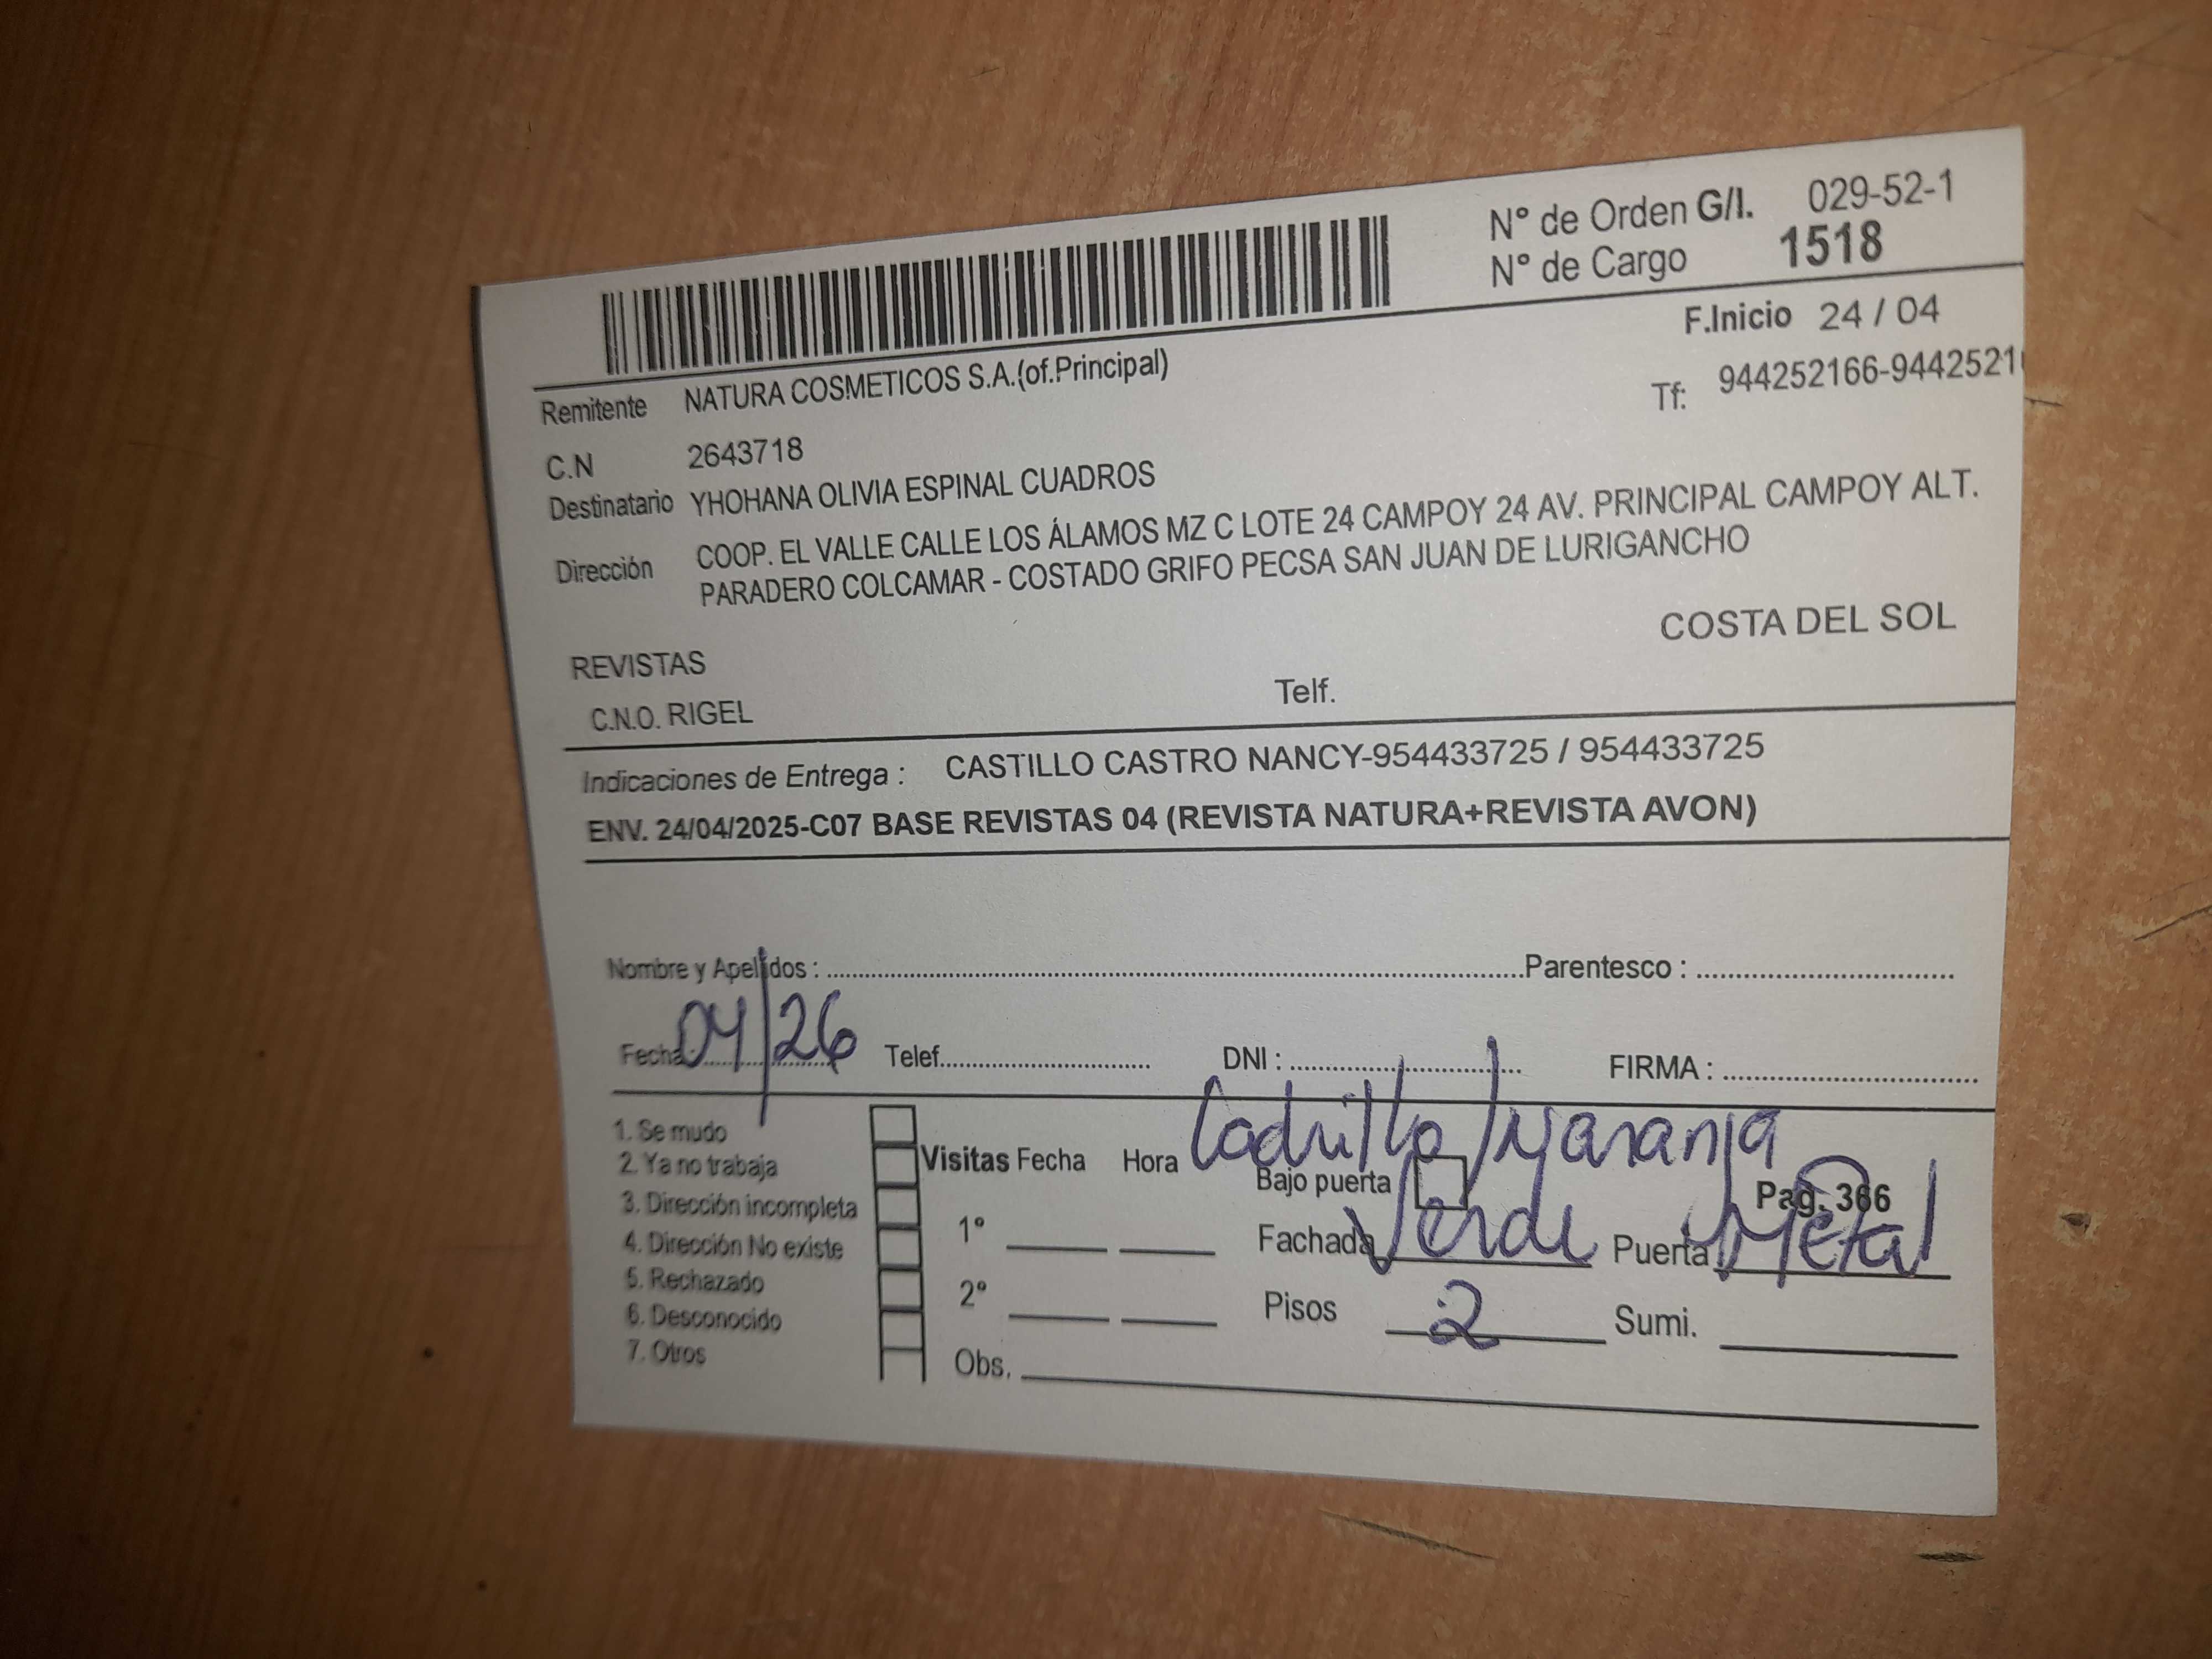 N° de Orden G/I. 029-52-1
N° de Cargo 1518
F.Inicio 24 / 04
Remitente NATURA COSMETICOS S.A.(of.Principal)
Tf: 944252166-9442521
C.N 2643718
Destinatario YHOHANA OLIVIA ESPINAL CUADROS
Dirección COOP. EL VALLE CALLE LOS ÁLAMOS MZ C LOTE 24 CAMPOY 24 AV. PRINCIPAL CAMPOY ALT.
PARADERO COLCAMAR - COSTADO GRIFO PECSA SAN JUAN DE LURIGANCHO
COSTA DEL SOL
REVISTAS
C.N.O. RIGEL Telf.
Indicaciones de Entrega : CASTILLO CASTRO NANCY-954433725 / 954433725
ENV. 24/04/2025-C07 BASE REVISTAS 04 (REVISTA NATURA+REVISTA AVON)
Nombre y Apellidos : Parentesco :
Fecha: 04/26 Telef. DNI : FIRMA :
Ladrillo/Naranja
1. Se mudo
2. Ya no trabaja
3. Dirección incompleta
4. Dirección No existe
5. Rechazado
6. Desconocido
7. Otros
Visitas Fecha Hora
1°
2°
Obs.
Bajo puerta Pag. 366
Fachada Verde Puerta Metal
Pisos 2 Sumi.